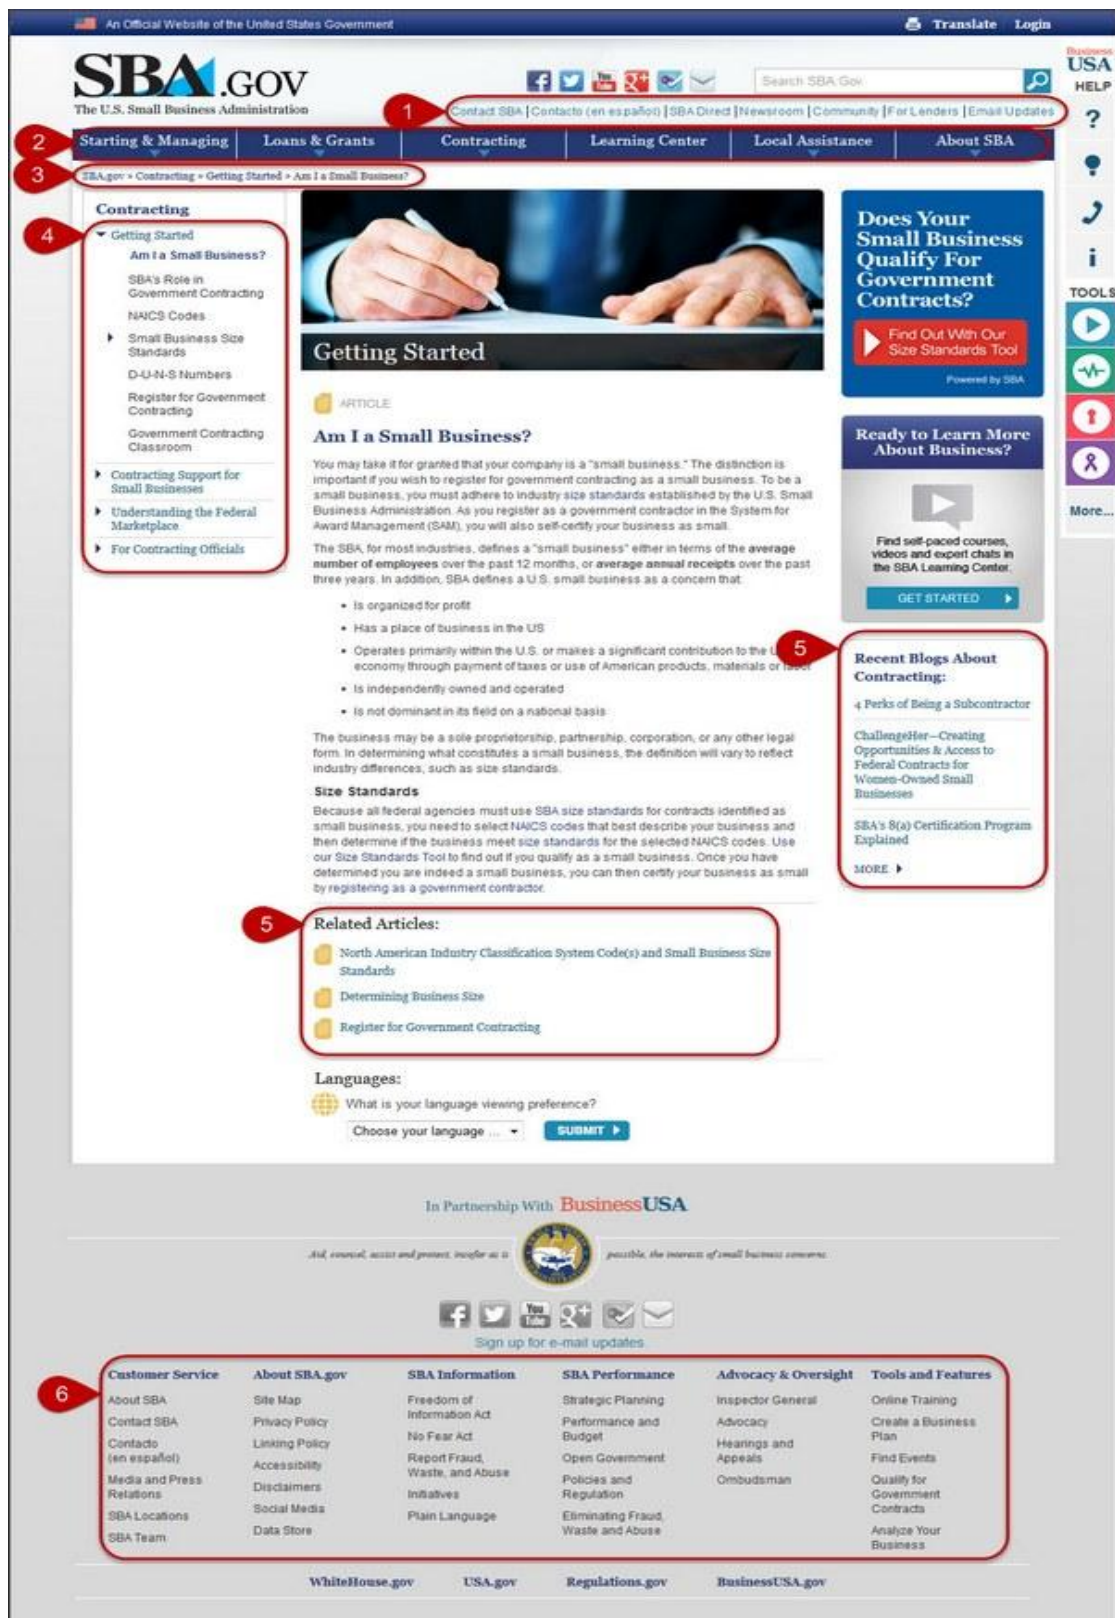 An Official Website of the United States Government
Translate Login
SBA.GOV
The U.S. Small Business Administration
Search SBA.Gov
Business
USA
HELP
1
Contact SBA | Contacto (en español) | SBA Direct | Newsroom | Community | For Lenders | Email Updates
2
Starting & Managing Loans & Grants Contracting Learning Center Local Assistance About SBA
3
SBA.gov » Contracting » Getting Started » Am I a Small Business?
TOOLS
More...
Contracting
4
Getting Started
Am I a Small Business?
SBA's Role in
Government Contracting
NAICS Codes
Small Business Size
Standards
D-U-N-S Numbers
Register for Government
Contracting
Government Contracting
Classroom
Contracting Support for
Small Businesses
Understanding the Federal
Marketplace
For Contracting Officials
Getting Started
ARTICLE
Am I a Small Business?
You may take it for granted that your company is a "small business." The distinction is
important if you wish to register for government contracting as a small business. To be a
small business, you must adhere to industry size standards established by the U.S. Small
Business Administration. As you register as a government contractor in the System for
Award Management (SAM), you will also self-certify your business as small.
The SBA, for most industries, defines a "small business" either in terms of the average
number of employees over the past 12 months, or average annual receipts over the past
three years. In addition, SBA defines a U.S. small business as a concern that:
• Is organized for profit
• Has a place of business in the US
• Operates primarily within the U.S. or makes a significant contribution to the
economy through payment of taxes or use of American products, materials or labor
• Is independently owned and operated
• Is not dominant in its field on a national basis
The business may be a sole proprietorship, partnership, corporation, or any other legal
form. In determining what constitutes a small business, the definition will vary to reflect
industry differences, such as size standards.
Size Standards
Because all federal agencies must use SBA size standards for contracts identified as
small business, you need to select NAICS codes that best describe your business and
then determine if the business meet size standards for the selected NAICS codes. Use
our Size Standards Tool to find out if you qualify as a small business. Once you have
determined you are indeed a small business, you can then certify your business as small
by registering as a government contractor.
5
Related Articles:
North American Industry Classification System Code(s) and Small Business Size
Standards
Determining Business Size
Register for Government Contracting
Languages:
What is your language viewing preference?
Choose your language ...
SUBMIT
Does Your
Small Business
Qualify For
Government
Contracts?
Find Out With Our
Size Standards Tool
Powered by SBA
Ready to Learn More
About Business?
Find self-paced courses,
videos and expert chats in
the SBA Learning Center.
GET STARTED
5
Recent Blogs About
Contracting:
4 Perks of Being a Subcontractor
ChallengeHer—Creating
Opportunities & Access to
Federal Contracts for
Women-Owned Small
Businesses
SBA's 8(a) Certification Program
Explained
MORE
In Partnership With BusinessUSA
Aid, counsel, assist and protect, insofar as is possible, the interests of small business concerns.
Sign up for e-mail updates
6
Customer Service
About SBA
Contact SBA
Contacto
(en español)
Media and Press
Relations
SBA Locations
SBA Team
About SBA.gov
Site Map
Privacy Policy
Linking Policy
Accessibility
Disclaimers
Social Media
Data Store
SBA Information
Freedom of
Information Act
No Fear Act
Report Fraud,
Waste, and Abuse
Initiatives
Plain Language
SBA Performance
Strategic Planning
Performance and
Budget
Open Government
Policies and
Regulation
Eliminating Fraud,
Waste and Abuse
Advocacy & Oversight
Inspector General
Advocacy
Hearings and
Appeals
Ombudsman
Tools and Features
Online Training
Create a Business
Plan
Find Events
Qualify for
Government
Contracts
Analyze Your
Business
WhiteHouse.gov USA.gov Regulations.gov BusinessUSA.gov